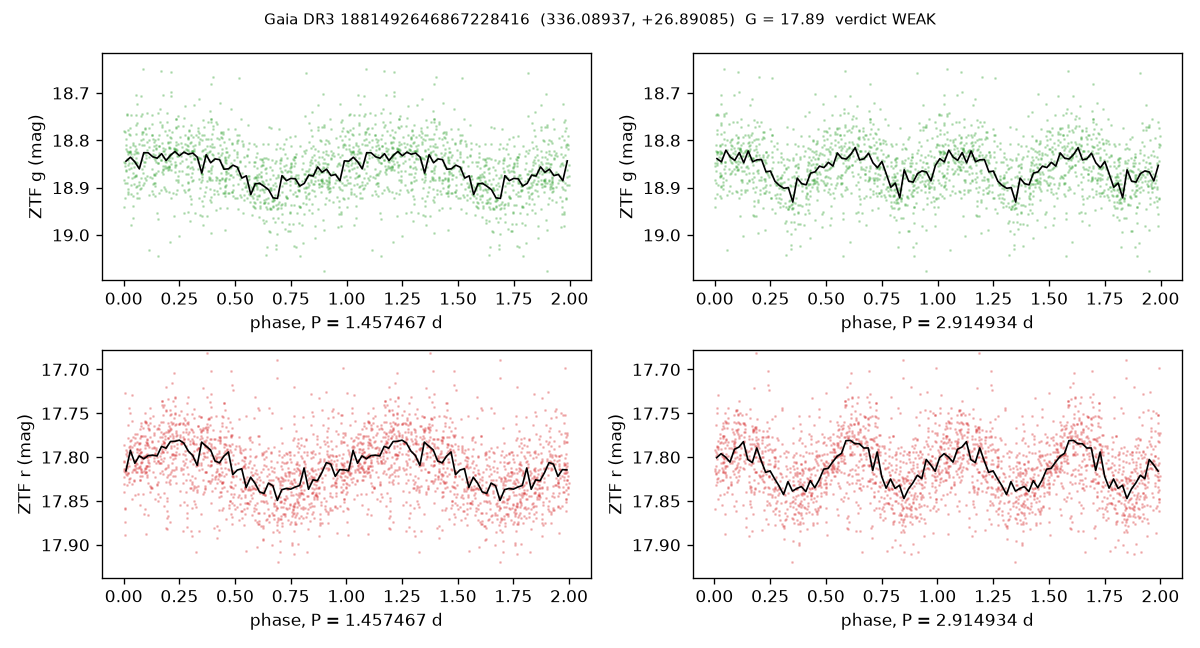 Gaia DR3 1881492646867228416 (336.08937, +26.89085) G = 17.89 verdict WEAK
ZTF g (mag)
18.7
18.8
18.9
19.0
0.00 0.25 0.50 0.75 1.00 1.25 1.50 1.75 2.00
phase, P = 1.457467 d
ZTF g (mag)
18.7
18.8
18.9
19.0
0.00 0.25 0.50 0.75 1.00 1.25 1.50 1.75 2.00
phase, P = 2.914934 d
ZTF r (mag)
17.70
17.75
17.80
17.85
17.90
0.00 0.25 0.50 0.75 1.00 1.25 1.50 1.75 2.00
phase, P = 1.457467 d
ZTF r (mag)
17.70
17.75
17.80
17.85
17.90
0.00 0.25 0.50 0.75 1.00 1.25 1.50 1.75 2.00
phase, P = 2.914934 d